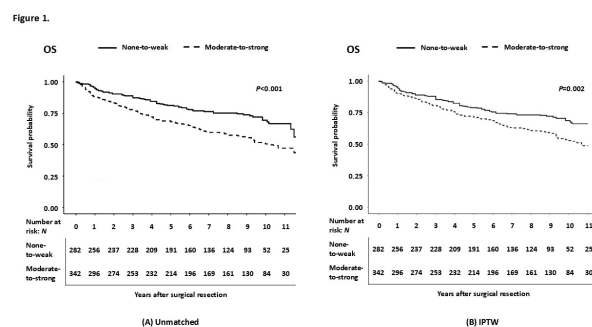 Figure 1.
OS
None-to-weak
Moderate-to-strong
P<0.001
Survival probability
1.00
0.75
0.50
0.25
0.00
Number at risk: N
0 1 2 3 4 5 6 7 8 9 10 11
None-to-weak
282 256 237 228 209 191 160 136 124 93 52 25
Moderate-to-strong
342 296 274 253 232 214 196 169 161 130 84 30
Years after surgical resection
(A) Unmatched
OS
None-to-weak
Moderate-to-strong
P=0.002
Survival probability
1.00
0.75
0.50
0.25
0.00
Number at risk: N
0 1 2 3 4 5 6 7 8 9 10 11
None-to-weak
282 256 237 228 209 191 160 136 124 93 52 25
Moderate-to-strong
342 296 274 253 232 214 196 169 161 130 84 30
Years after surgical resection
(B) IPTW